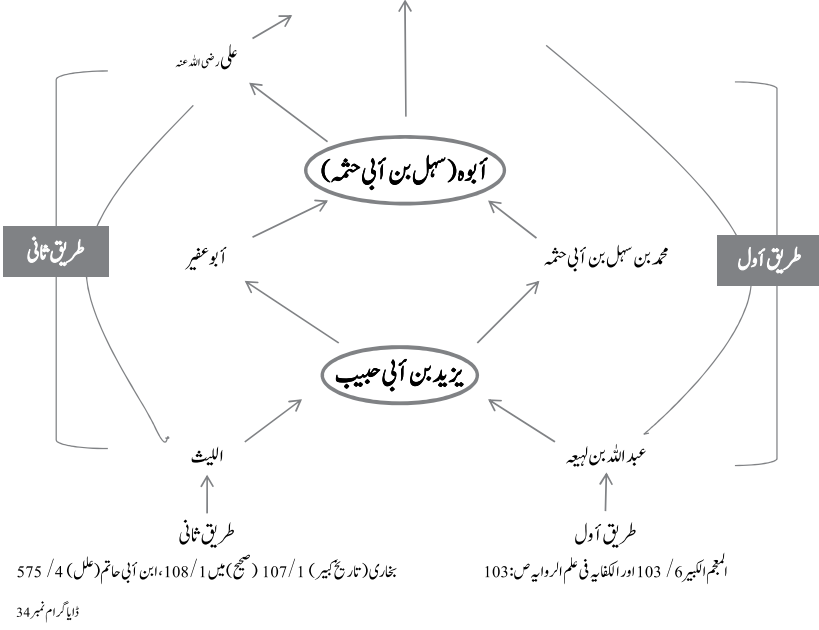 علی رضی اللہ عنہ
أبوہ (سہل بن أبی حثمہ)
محمد بن سہل بن أبی حثمہ
أبو عفیر
طریق أول
طریق ثانی
یزید بن أبی حبیب
عبد اللہ بن لہیعہ
اللیث
طریق أول
طریق ثانی
المعجم الکبیر 6/ 103 اور الکفایہ فی علم الروایہ ص: 103
بخاری (تاریخ کبیر) 1/ 107 (صحیح) میں 1/ 108، ابن أبی حاتم (علل) 4/ 575
ڈایا گرام نمبر 34